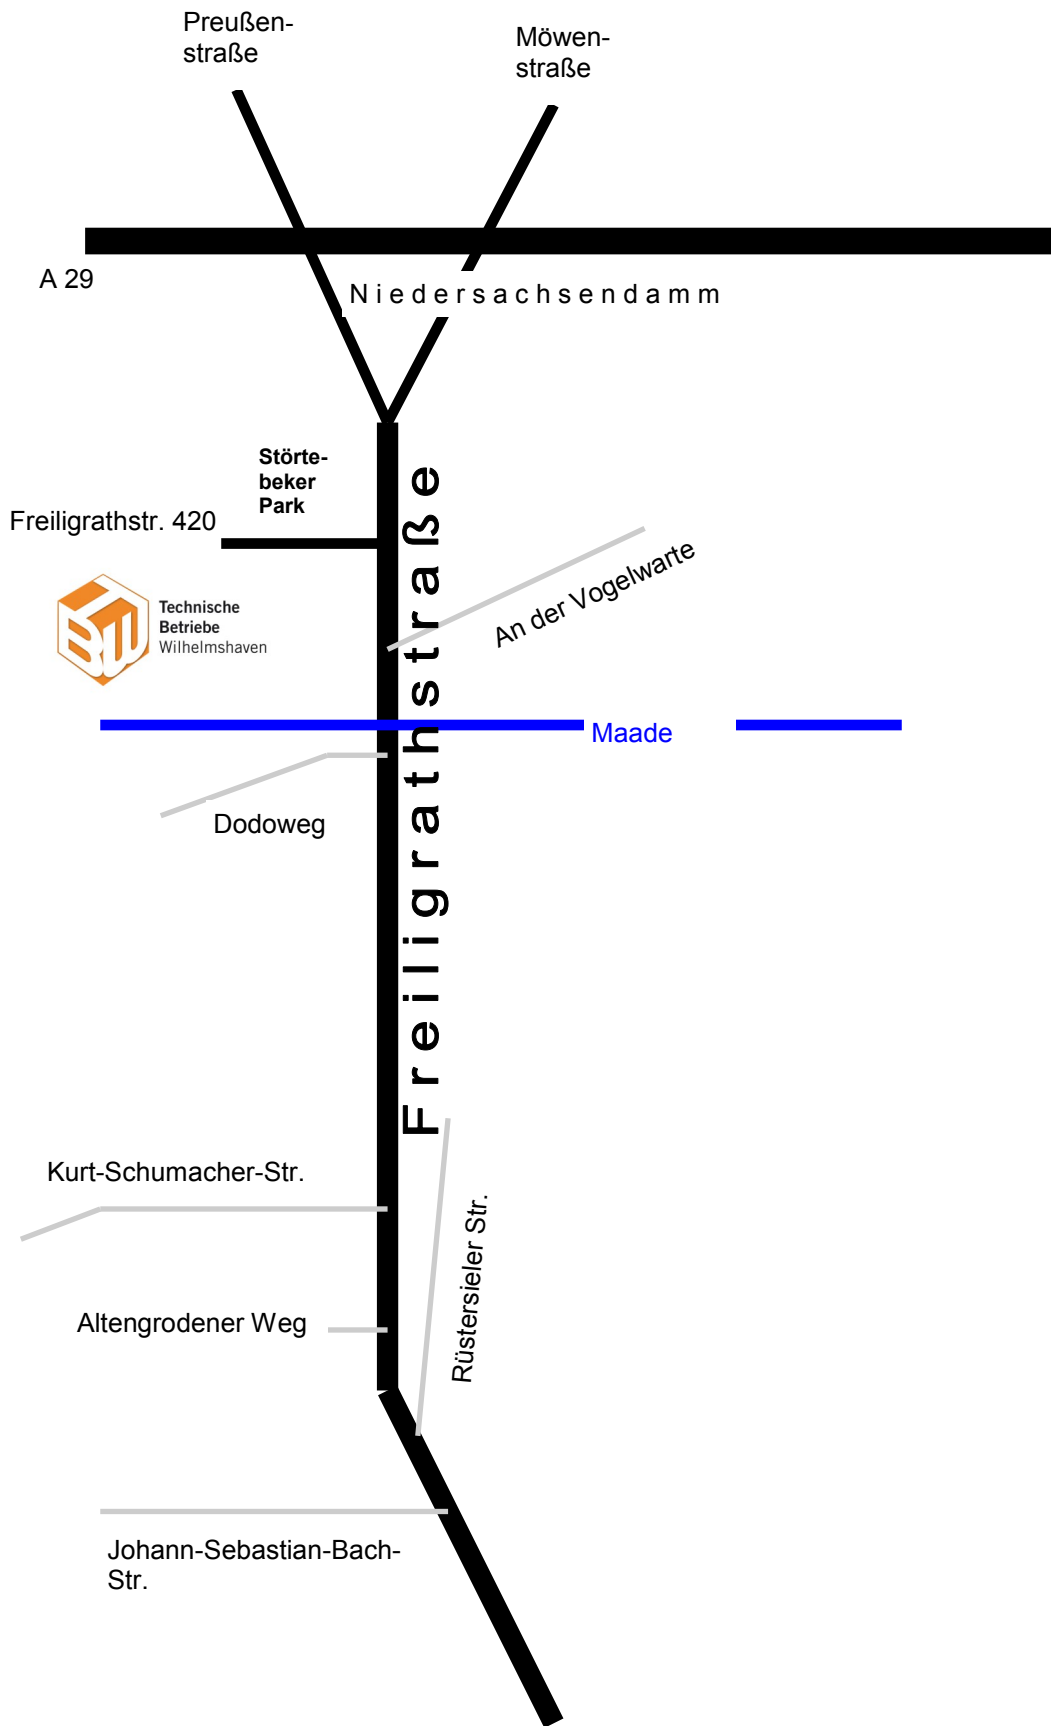 Preußen-
straße
Möwen-
straße
A 29
Niedersachsendamm
Störte-
beker
Park
Freiligrathstr. 420
Freiligrathstraße
An der Vogelwarte
TBW
Technische
Betriebe
Wilhelmshaven
Maade
Dodoweg
Kurt-Schumacher-Str.
Rüstersieler Str.
Altengrodener Weg
Johann-Sebastian-Bach-
Str.